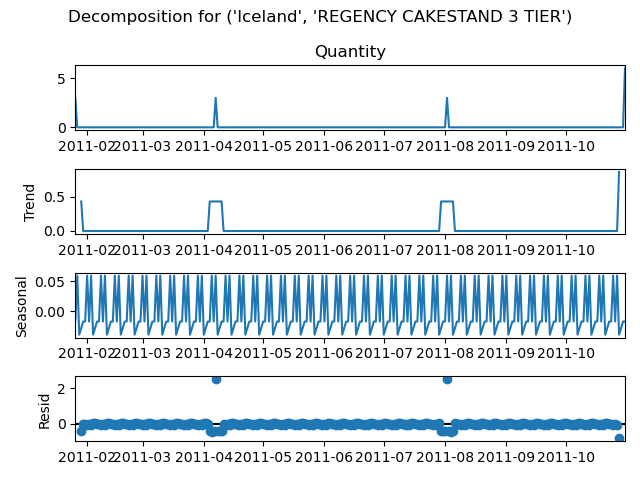 Decomposition for ('Iceland', 'REGENCY CAKESTAND 3 TIER')
Quantity
5
0
2011-02 2011-03 2011-04 2011-05 2011-06 2011-07 2011-08 2011-09 2011-10
Trend
0.5
0.0
2011-02 2011-03 2011-04 2011-05 2011-06 2011-07 2011-08 2011-09 2011-10
Seasonal
0.05
0.00
2011-02 2011-03 2011-04 2011-05 2011-06 2011-07 2011-08 2011-09 2011-10
Resid
2
0
2011-02 2011-03 2011-04 2011-05 2011-06 2011-07 2011-08 2011-09 2011-10